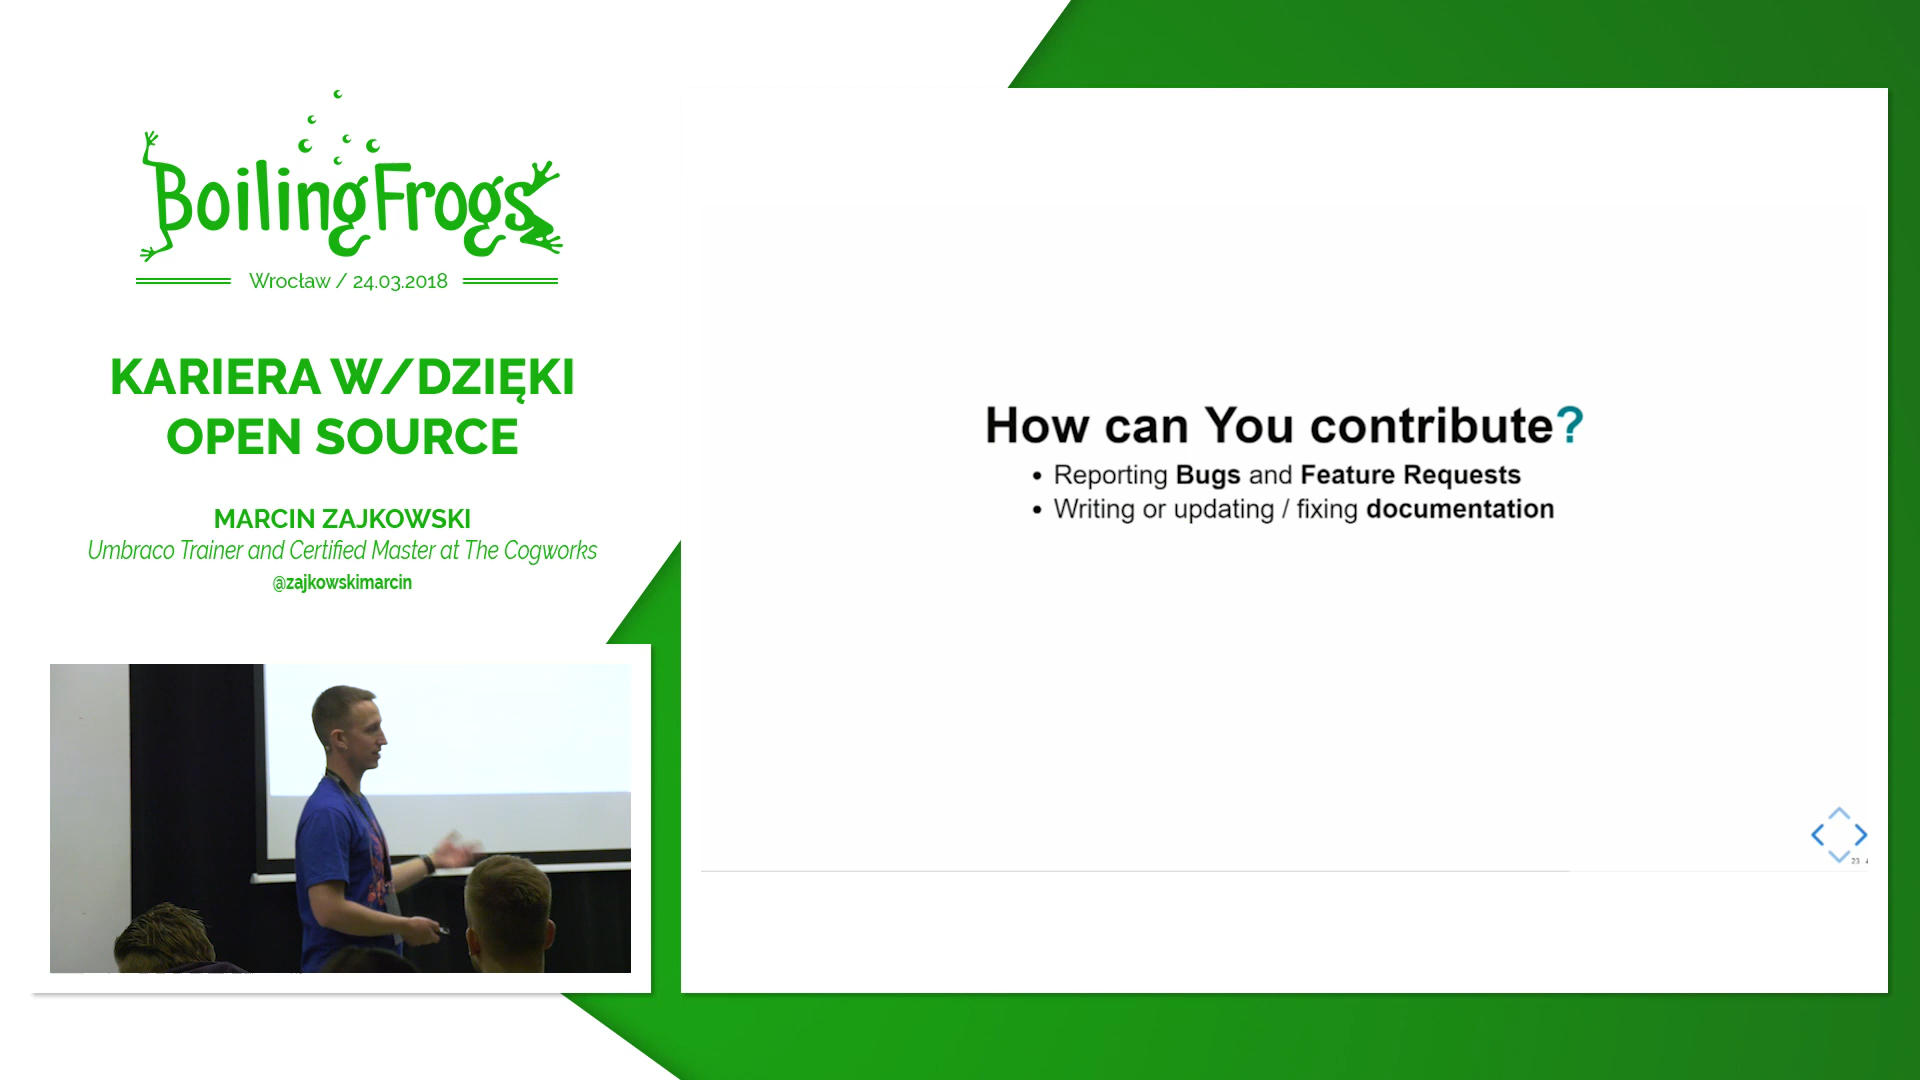 BoilingFrogs
Wrocław / 24.03.2018
KARIERA W/DZIĘKI
OPEN SOURCE
MARCIN ZAJKOWSKI
Umbraco Trainer and Certified Master at The Cogworks
@zajkowskimarcin
How can You contribute?
• Reporting Bugs and Feature Requests
• Writing or updating / fixing documentation
23